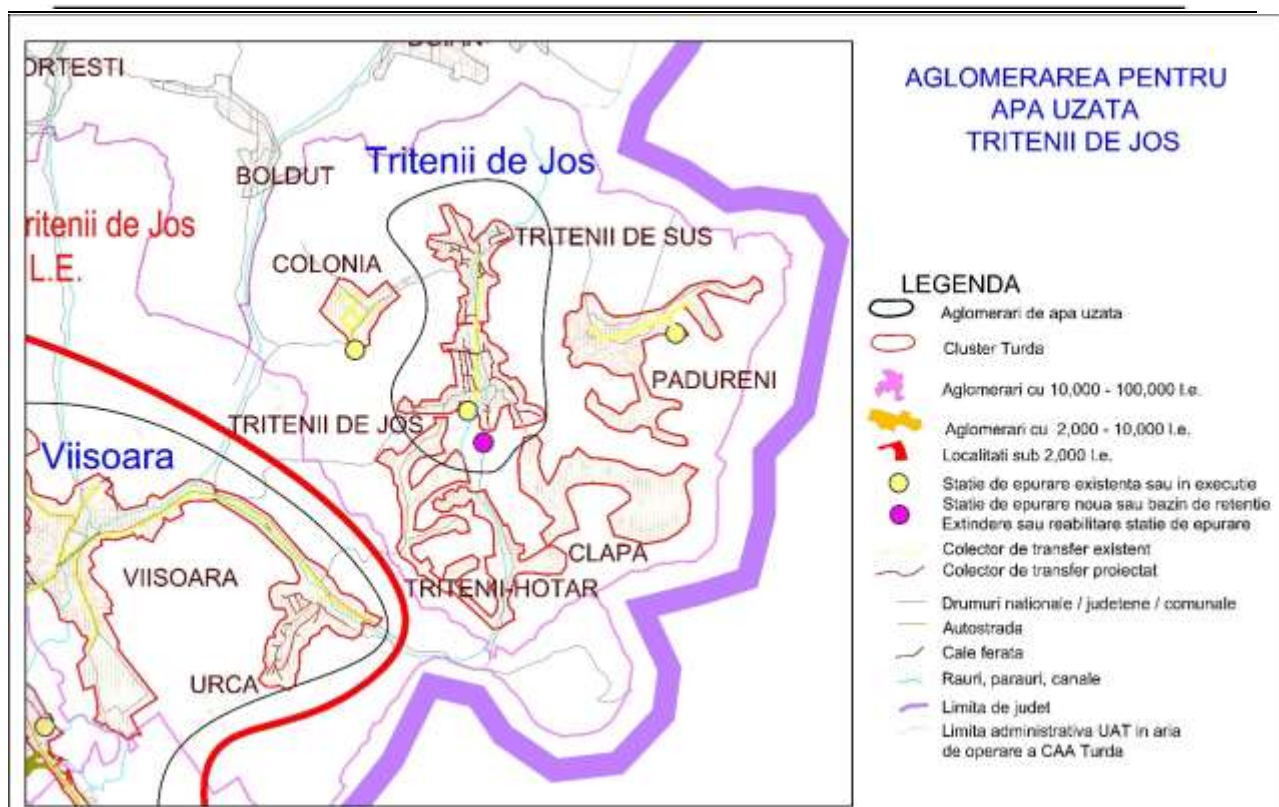 ORTESTI
BOLDUT
Tritenii de Jos
TRITENII DE SUS
ritenii de Jos
L.E.
COLONIA
PADURENI
TRITENII DE JOS
Viisoara
CLAPA
VIISOARA
TRITENII-HOTAR
URCA
AGLOMERAREA PENTRU
APA UZATA
TRITENII DE JOS
LEGENDA
Aglomerari de apa uzata
Cluster Turda
Aglomerari cu 10,000 - 100,000 l.e.
Aglomerari cu 2,000 - 10,000 l.e.
Localitati sub 2,000 l.e.
Statie de epurare existenta sau in executie
Statie de epurare noua sau bazin de retentie
Extindere sau reabilitare statie de epurare
Colector de transfer existent
Colector de transfer proiectat
Drumuri nationale / judetene / comunale
Autostrada
Cale ferata
Rauri, parauri, canale
Limita de judet
Limita administrativa UAT in aria
de operare a CAA Turda